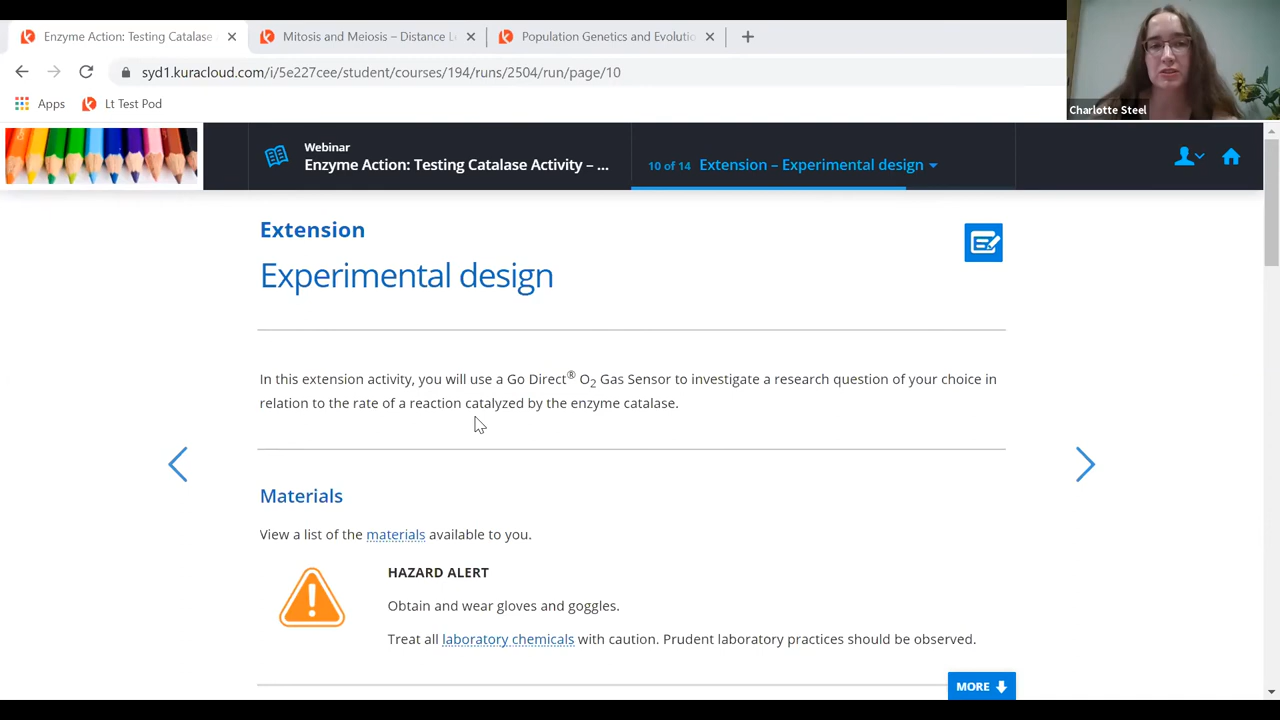 Enzyme Action: Testing Catalase
Mitosis and Meiosis – Distance L
Population Genetics and Evolutio
syd1.kuracloud.com/i/5e227cee/student/courses/194/runs/2504/run/page/10
Apps
Lt Test Pod
Charlotte Steel
Webinar
Enzyme Action: Testing Catalase Activity – ...
10 of 14 Extension – Experimental design
Extension
Experimental design
In this extension activity, you will use a Go Direct® O2 Gas Sensor to investigate a research question of your choice in
relation to the rate of a reaction catalyzed by the enzyme catalase.
Materials
View a list of the materials available to you.
HAZARD ALERT
Obtain and wear gloves and goggles.
Treat all laboratory chemicals with caution. Prudent laboratory practices should be observed.
MORE